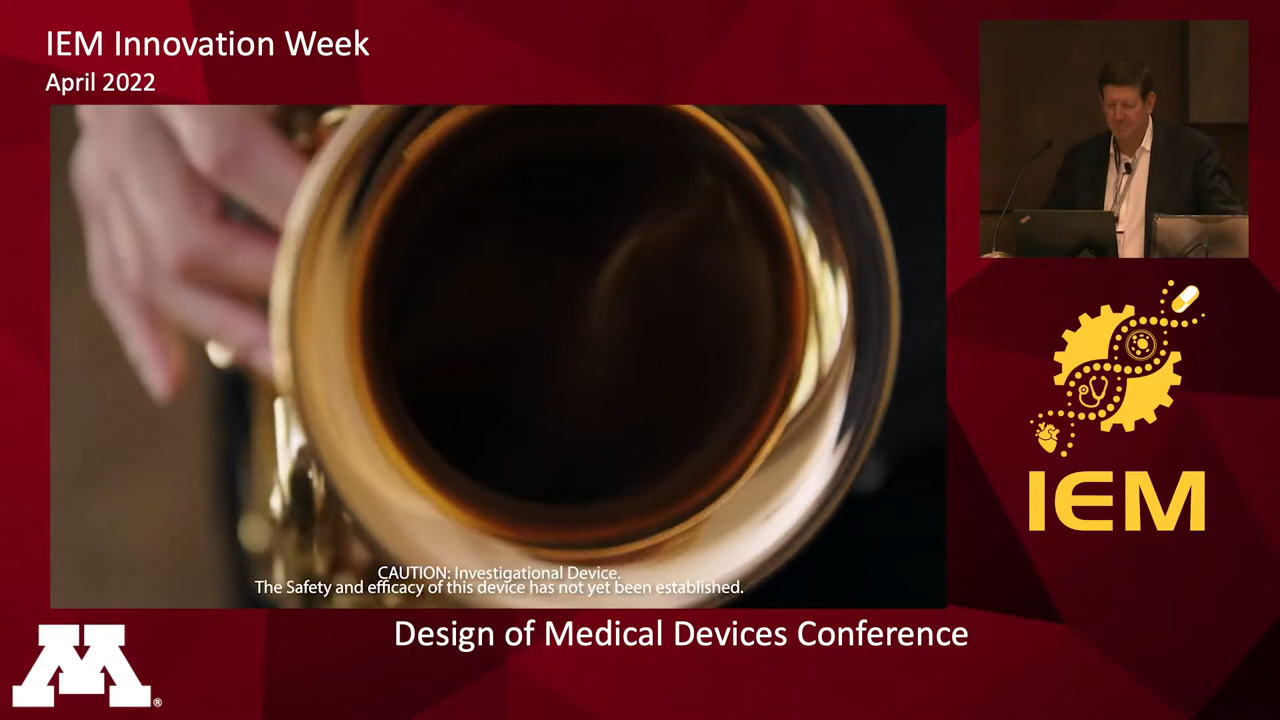 IEM Innovation Week
April 2022
CAUTION: Investigational Device.
The Safety and efficacy of this device has not yet been established.
IEM
Design of Medical Devices Conference
M
®